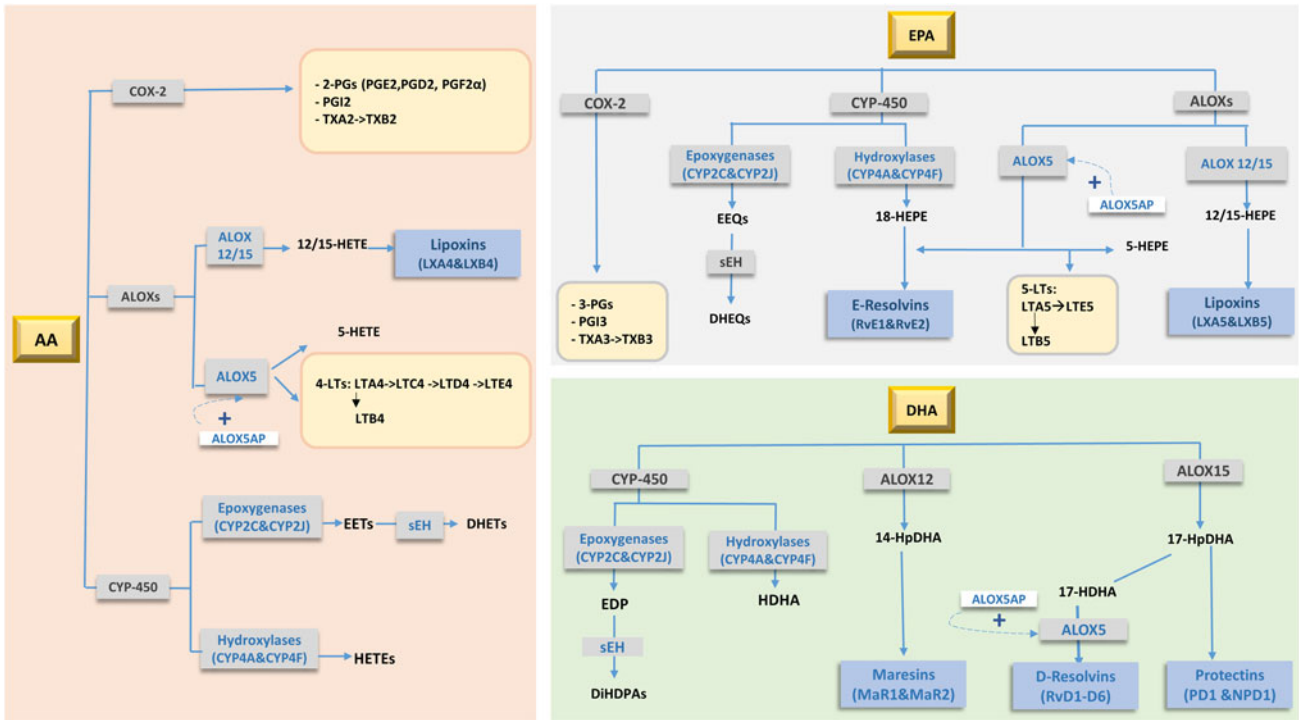 AA
COX-2
- 2-PGs (PGE2,PGD2, PGF2α)
- PGI2
- TXA2->TXB2
ALOXs
ALOX
12/15
12/15-HETE
Lipoxins
(LXA4&LXB4)
ALOX5
+
ALOX5AP
5-HETE
4-LTs: LTA4->LTC4 ->LTD4 ->LTE4
LTB4
CYP-450
Epoxygenases
(CYP2C&CYP2J)
EETs
sEH
DHETs
Hydroxylases
(CYP4A&CYP4F)
HETEs
EPA
COX-2
- 3-PGs
- PGI3
- TXA3->TXB3
CYP-450
Epoxygenases
(CYP2C&CYP2J)
EEQs
sEH
DHEQs
Hydroxylases
(CYP4A&CYP4F)
18-HEPE
E-Resolvins
(RvE1&RvE2)
ALOXs
ALOX5
+
ALOX5AP
5-HEPE
5-LTs:
LTA5→LTE5
LTB5
ALOX 12/15
12/15-HEPE
Lipoxins
(LXA5&LXB5)
DHA
CYP-450
Epoxygenases
(CYP2C&CYP2J)
EDP
sEH
DiHDPAs
Hydroxylases
(CYP4A&CYP4F)
HDHA
ALOX12
14-HpDHA
Maresins
(MaR1&MaR2)
ALOX15
17-HpDHA
17-HDHA
ALOX5AP
+
ALOX5
D-Resolvins
(RvD1-D6)
Protectins
(PD1 &NPD1)